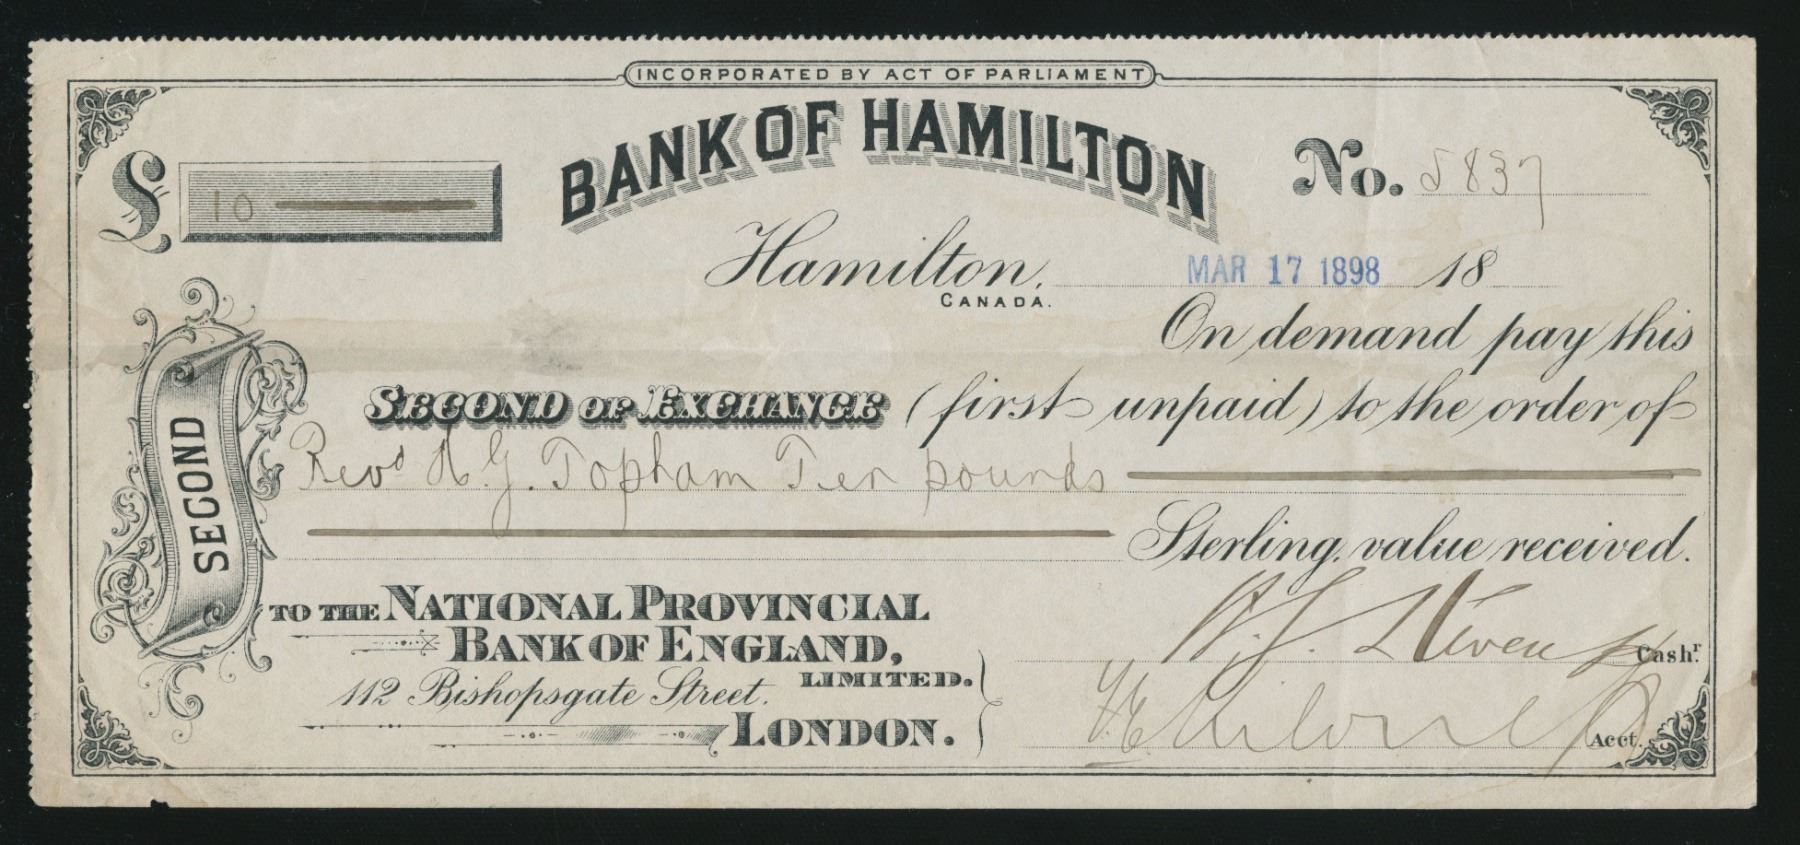 INCORPORATED BY ACT OF PARLIAMENT
BANK OF HAMILTON
£ 10
No. 5837
Hamilton, MAR 17 1898 18
CANADA.
On demand pay this
SECOND OF EXCHANGE (first unpaid) to the order of
Revd H. G. Topham Ten pounds
Sterling, value received.
SECOND
TO THE NATIONAL PROVINCIAL
BANK OF ENGLAND,
LIMITED.
112 Bishopsgate Street.
LONDON.
Cashr.
Acct.